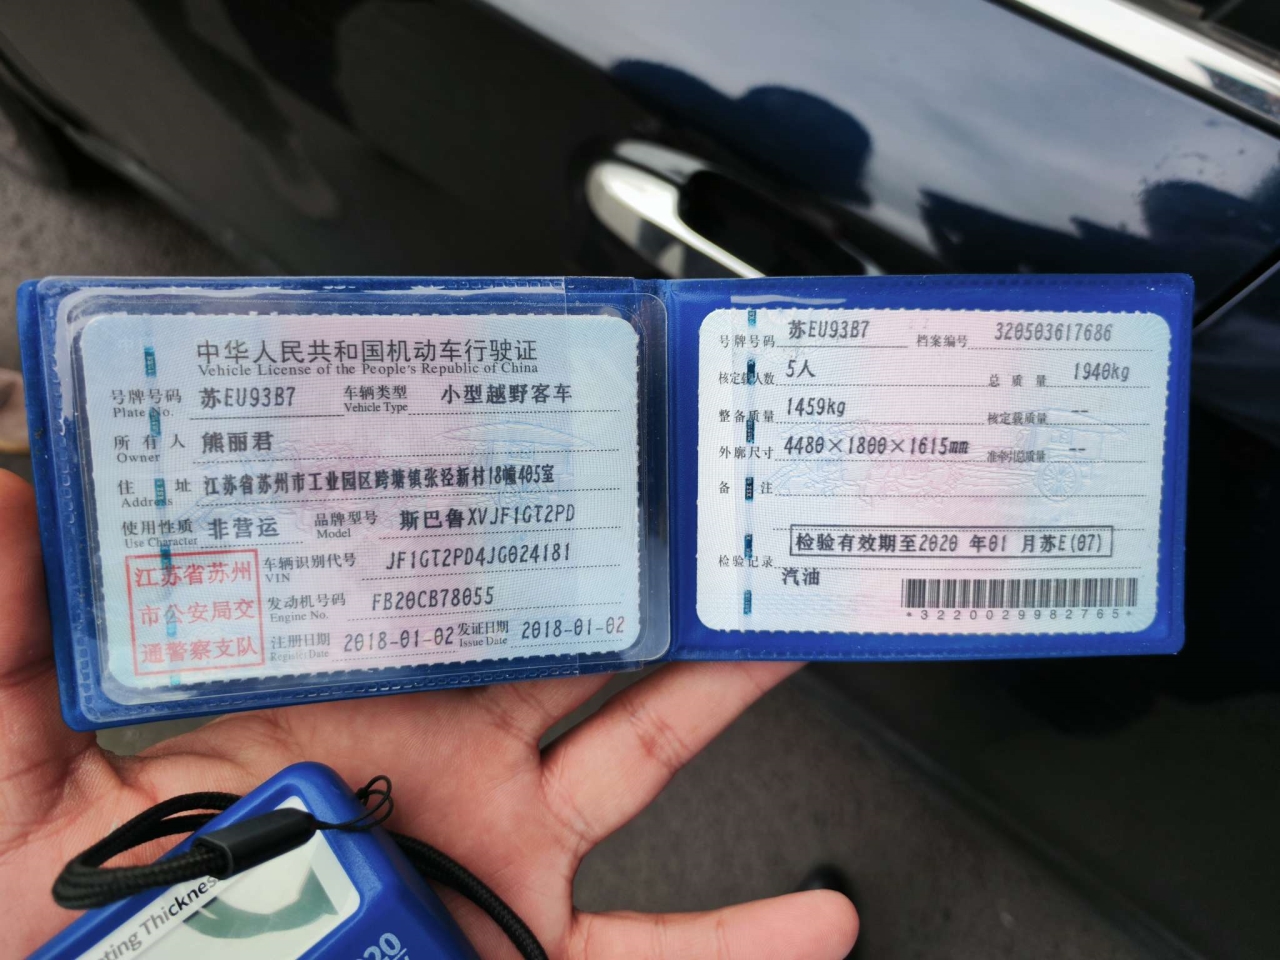 中华人民共和国机动车行驶证
Vehicle License of the People's Republic of China
号牌号码 苏EU93B7 车辆类型 小型越野客车
Plate No. Vehicle Type
所有人 熊丽君
Owner
住址 江苏省苏州市工业园区跨塘镇张泾新村18幢405室
Address
使用性质 非营运 品牌型号 斯巴鲁XVJF1GT2PD
Use Character Model
江苏省苏州
市公安局交
通警察支队
车辆识别代号 JF1GT2PD4JG024181
VIN
发动机号码 FB20CB78055
Engine No.
注册日期 2018-01-02 发证日期 2018-01-02
Register Date Issue Date
号牌号码 苏EU93B7 档案编号 320503617686
核定载人数 5人 总质量 1940kg
整备质量 1459kg 核定载质量 --
外廓尺寸 4480×1800×1615mm 准牵引总质量 --
备注
检验有效期至2020 年01 月苏E(07)
检验记录
汽油
*3220029982765*
ating Thickness